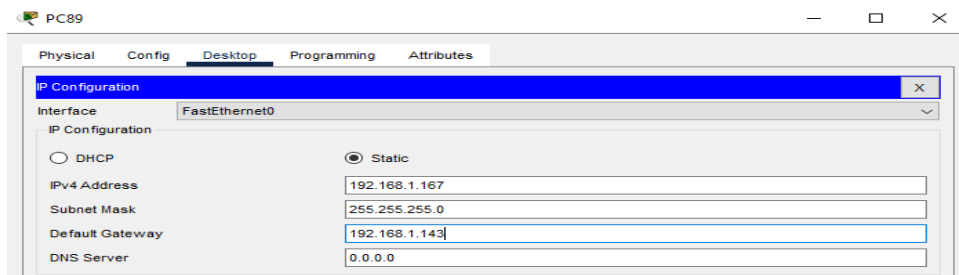 PC89
Physical Config Desktop Programming Attributes
IP Configuration X
Interface FastEthernet0
IP Configuration
DHCP Static
IPv4 Address 192.168.1.167
Subnet Mask 255.255.255.0
Default Gateway 192.168.1.143
DNS Server 0.0.0.0